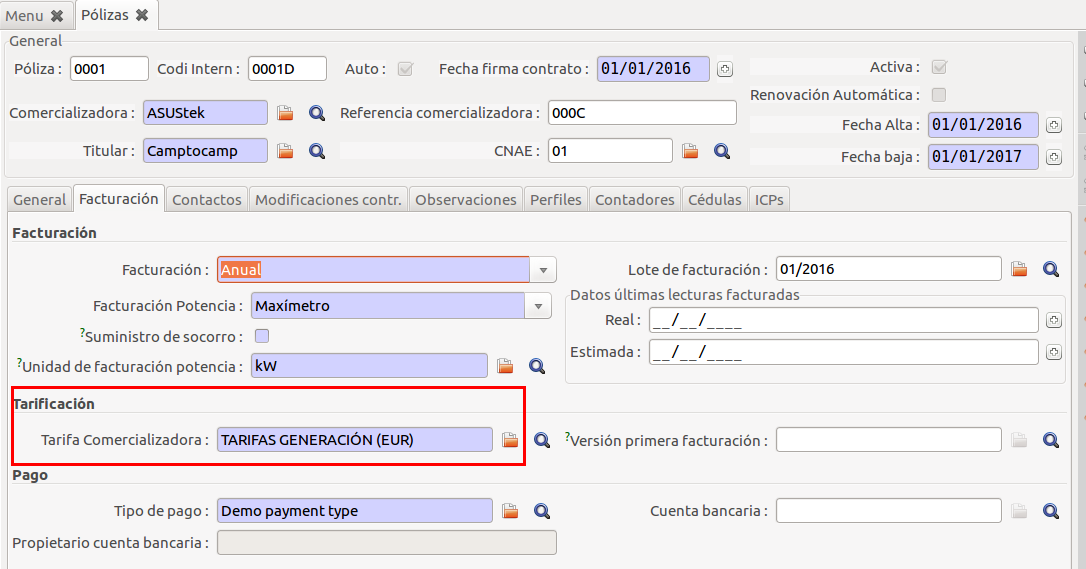 Menu Pólizas
General
Póliza : 0001 Codi Intern : 0001D Auto : Fecha firma contrato : 01/01/2016 Activa :
Renovación Automática :
Comercializadora : ASUStek Referencia comercializadora : 000C Fecha Alta : 01/01/2016
Titular : Camptocamp CNAE : 01 Fecha baja : 01/01/2017
General Facturación Contactos Modificaciones contr. Observaciones Perfiles Contadores Cédulas ICPs
Facturación
Facturación : Anual Lote de facturación : 01/2016
Facturación Potencia : Maxímetro Datos últimas lecturas facturadas
Real : __/__/____
?Suministro de socorro :
Estimada : __/__/____
?Unidad de facturación potencia : kW
Tarificación
Tarifa Comercializadora : TARIFAS GENERACIÓN (EUR) ?Versión primera facturación :
Pago
Tipo de pago : Demo payment type Cuenta bancaria :
Propietario cuenta bancaria :